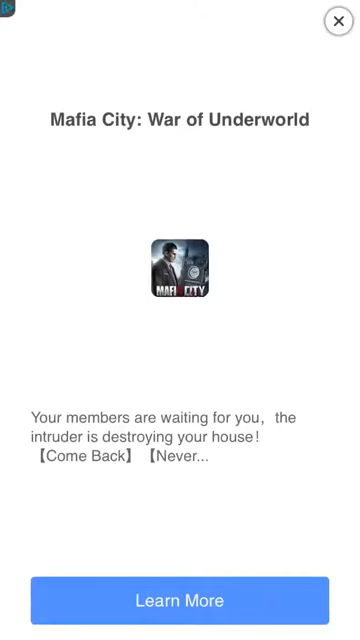 Mafia City: War of Underworld
MAFIA CITY
Your members are waiting for you，the
intruder is destroying your house！
【Come Back】【Never...
Learn More